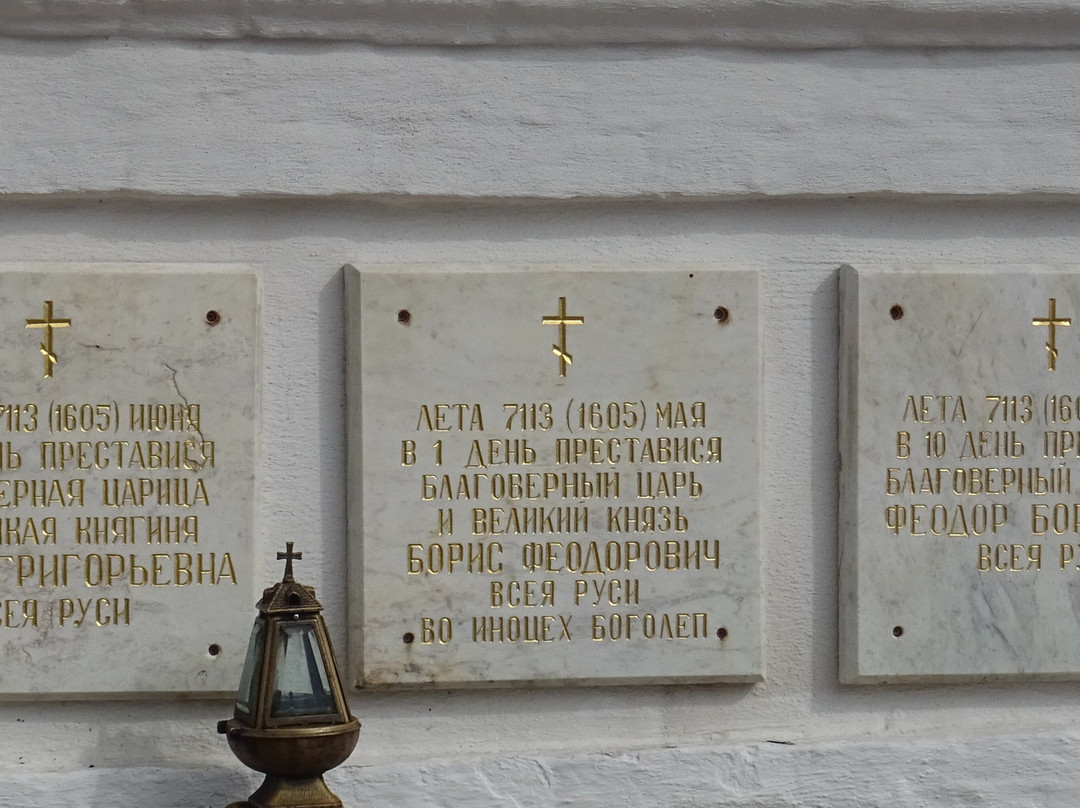 7113 (1605) ИЮНЯ
ПРЕСТАВИСЯ
ЦАРИЦА
КНЯГИНЯ
ГРИГОРЬЕВНА
РУСИ
ЛЕТА 7113 (1605) МАЯ
В 1 ДЕНЬ ПРЕСТАВИСЯ
БЛАГОВЕРНЫЙ ЦАРЬ
И ВЕЛИКИЙ КНЯЗЬ
БОРИС ФЕОДОРОВИЧ
ВСЕЯ РУСИ
ВО ИНОЦЕХ БОГОЛЕП
ЛЕТА 7113
В 10 ДЕНЬ
БЛАГОВЕРНЫЙ
ФЕОДОР
ВСЕЯ